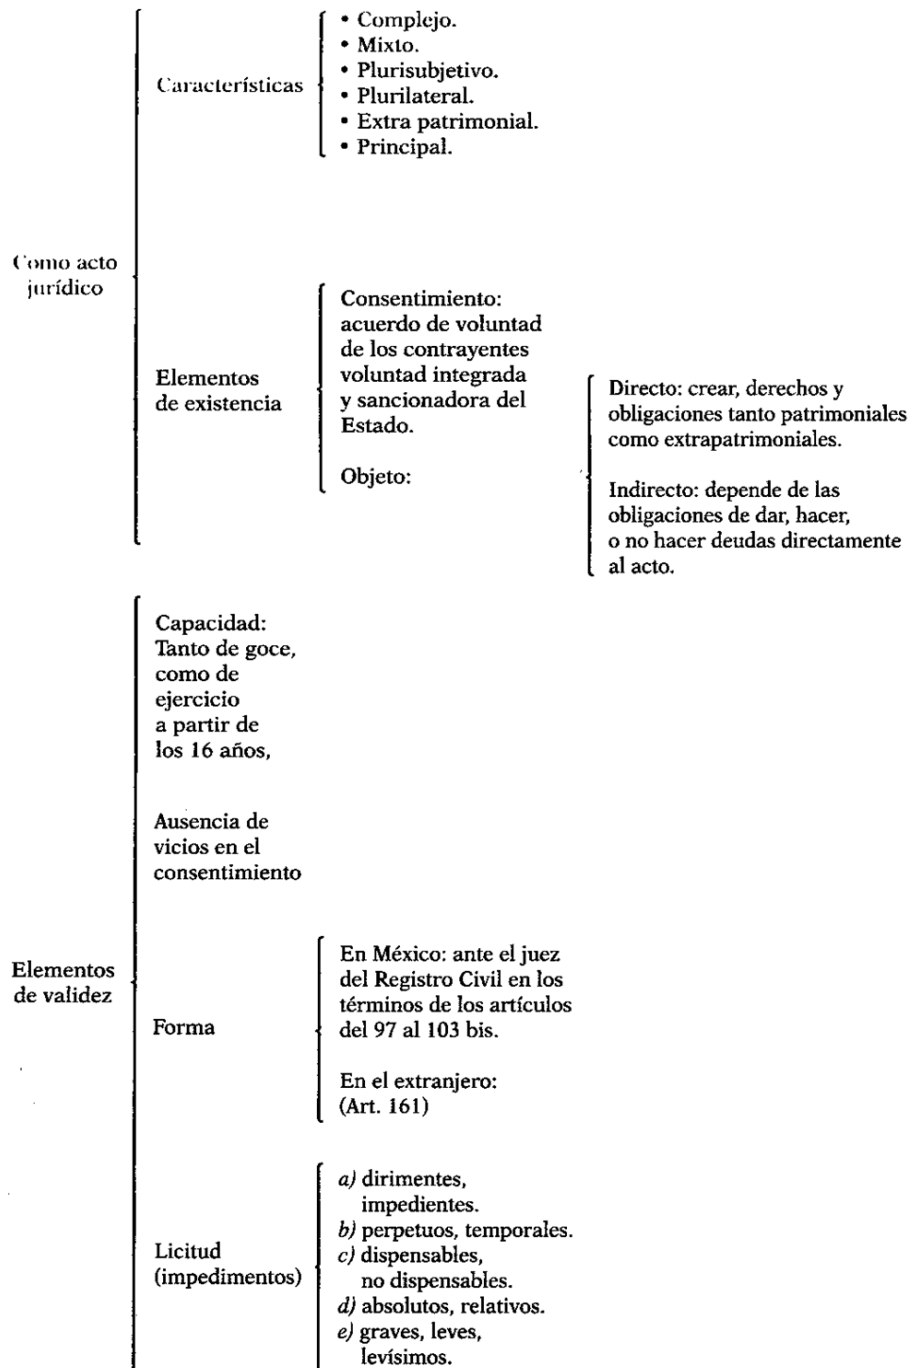 Como acto
jurídico
Características
• Complejo.
• Mixto.
• Plurisubjetivo.
• Plurilateral.
• Extra patrimonial.
• Principal.
Elementos
de existencia
Consentimiento:
acuerdo de voluntad
de los contrayentes
voluntad integrada
y sancionadora del
Estado.
Objeto:
Directo: crear, derechos y
obligaciones tanto patrimoniales
como extrapatrimoniales.
Indirecto: depende de las
obligaciones de dar, hacer,
o no hacer deudas directamente
al acto.
Elementos
de validez
Capacidad:
Tanto de goce,
como de
ejercicio
a partir de
los 16 años,
Ausencia de
vicios en el
consentimiento
Forma
En México: ante el juez
del Registro Civil en los
términos de los artículos
del 97 al 103 bis.
En el extranjero:
(Art. 161)
Licitud
(impedimentos)
a) dirimentes,
impedientes.
b) perpetuos, temporales.
c) dispensables,
no dispensables.
d) absolutos, relativos.
e) graves, leves,
levísimos.